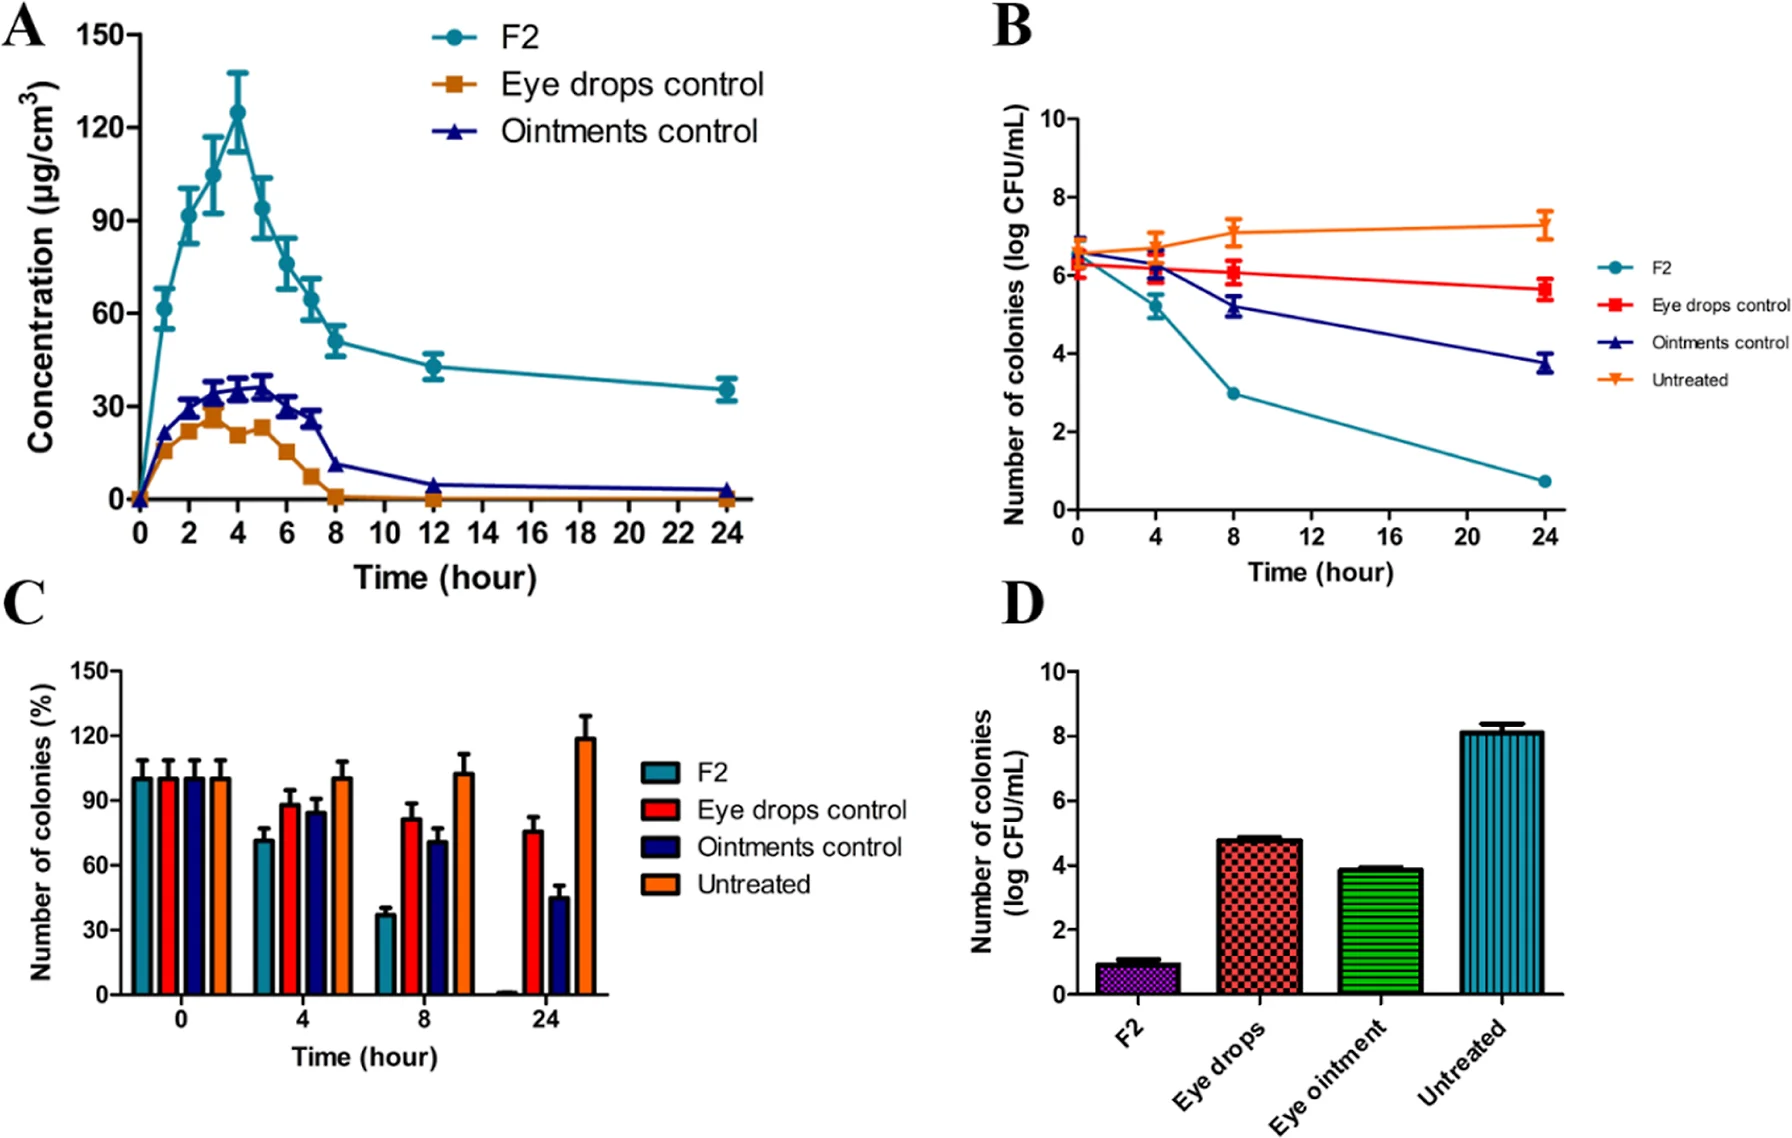 A
150
120
90
60
30
0
Concentration (µg/cm³)
F2
Eye drops control
Ointments control
0 2 4 6 8 10 12 14 16 18 20 22 24
Time (hour)
B
10
8
6
4
2
0
Number of colonies (log CFU/mL)
F2
Eye drops control
Ointments control
Untreated
0 4 8 12 16 20 24
Time (hour)
C
150
120
90
60
30
0
Number of colonies (%)
F2
Eye drops control
Ointments control
Untreated
0 4 8 24
Time (hour)
D
10
8
6
4
2
0
Number of colonies
(log CFU/mL)
F2
Eye drops
Eye ointment
Untreated